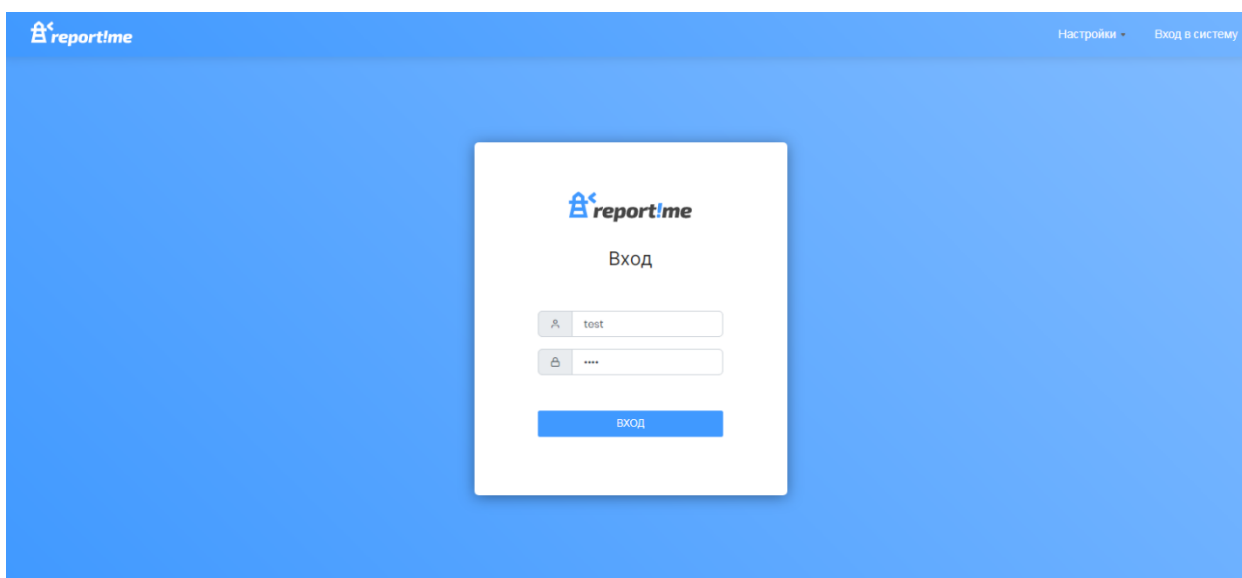 report!me
Настройки
Вход в систему
report!me
Вход
test
••••
ВХОД